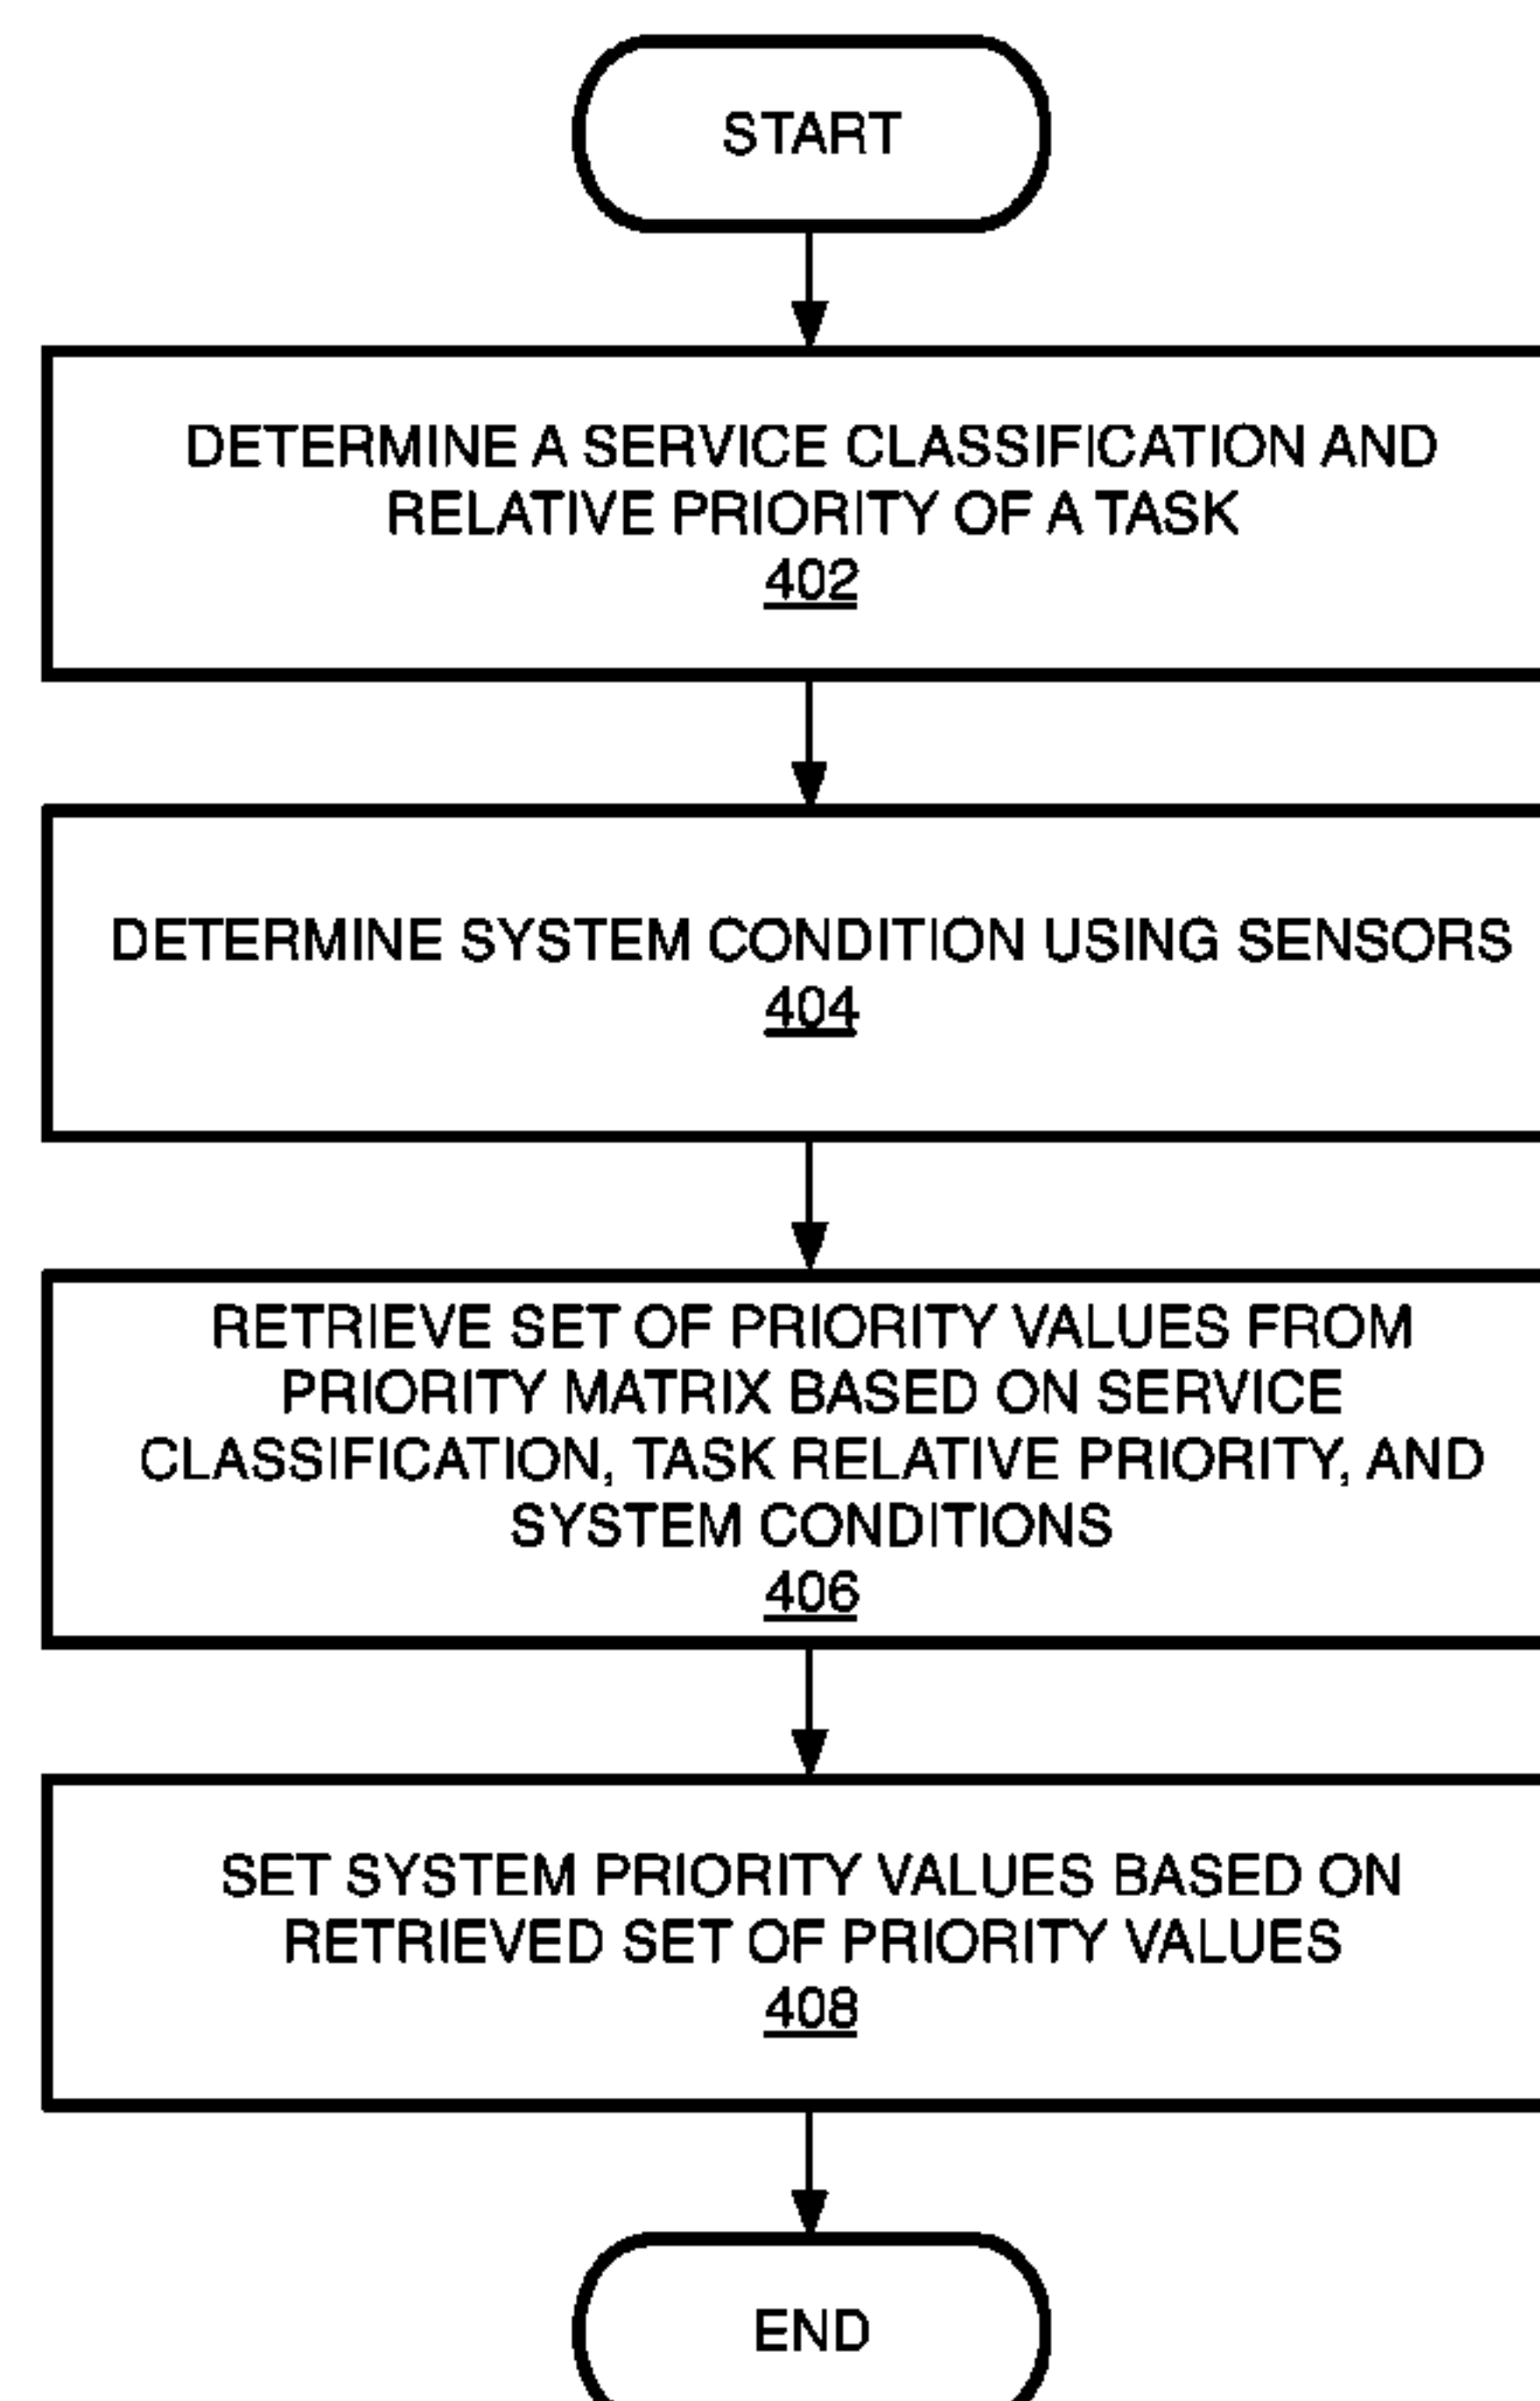 START
DETERMINE A SERVICE CLASSIFICATION AND
RELATIVE PRIORITY OF A TASK
402
DETERMINE SYSTEM CONDITION USING SENSORS
404
RETRIEVE SET OF PRIORITY VALUES FROM
PRIORITY MATRIX BASED ON SERVICE
CLASSIFICATION, TASK RELATIVE PRIORITY, AND
SYSTEM CONDITIONS
406
SET SYSTEM PRIORITY VALUES BASED ON
RETRIEVED SET OF PRIORITY VALUES
408
END